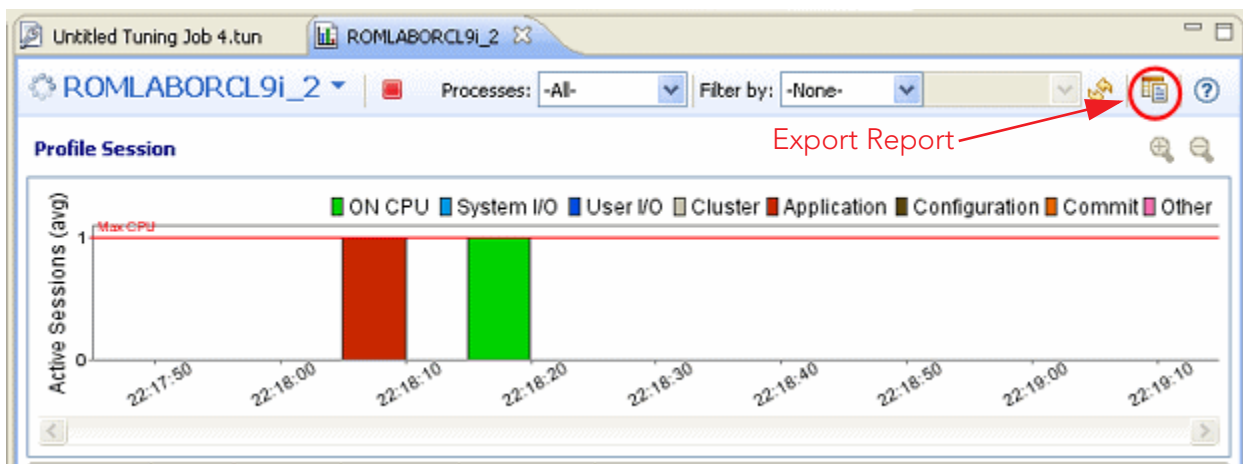 Untitled Tuning Job 4.tun ROMLABORCL9i_2
ROMLABORCL9i_2 Processes: -All- Filter by: -None-
Export Report
Profile Session
ON CPU System I/O User I/O Cluster Application Configuration Commit Other
Max CPU
Active Sessions (avg)
1
0
22:17:50 22:18:00 22:18:10 22:18:20 22:18:30 22:18:40 22:18:50 22:19:00 22:19:10